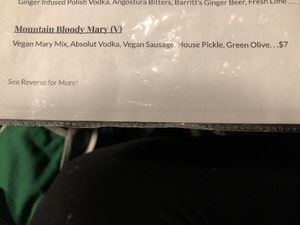 Ginger Infused Polish Vodka, Angostura Bitters, Barritt's Ginger Beer, Fresh Lime . . .
Mountain Bloody Mary (V)
Vegan Mary Mix, Absolut Vodka, Vegan Sausage, House Pickle, Green Olive. . .$7
See Reverse for More!